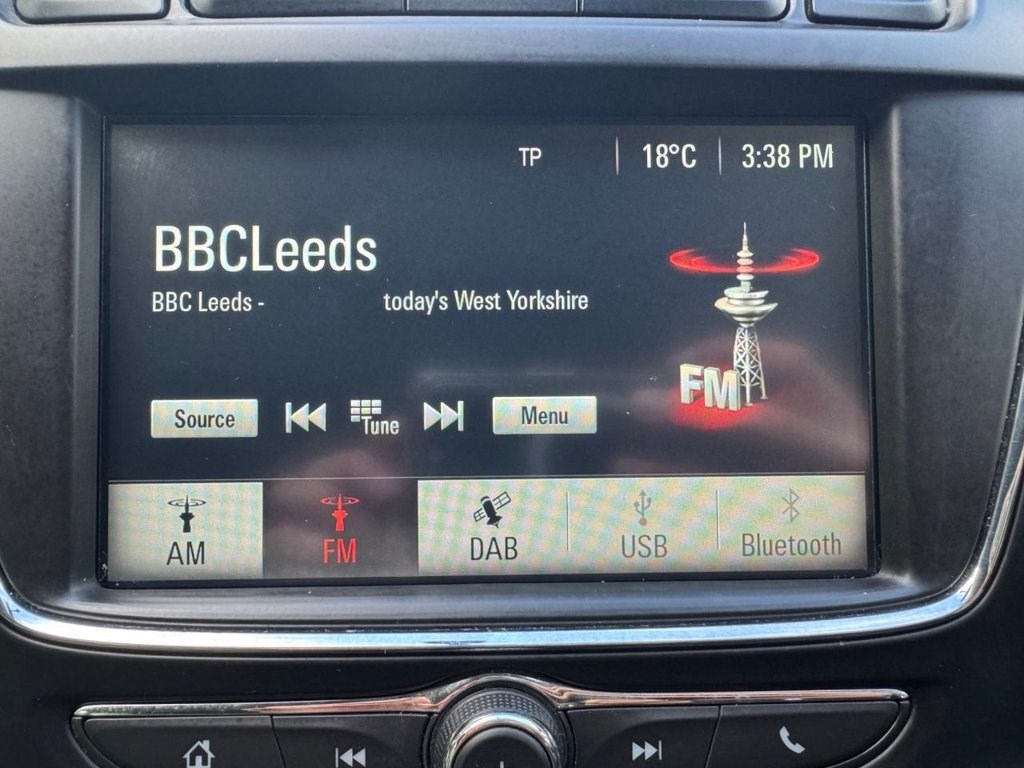 TP 18°C 3:38 PM
BBCLeeds
BBC Leeds - today's West Yorkshire
FM
Source Tune Menu
AM FM DAB USB Bluetooth